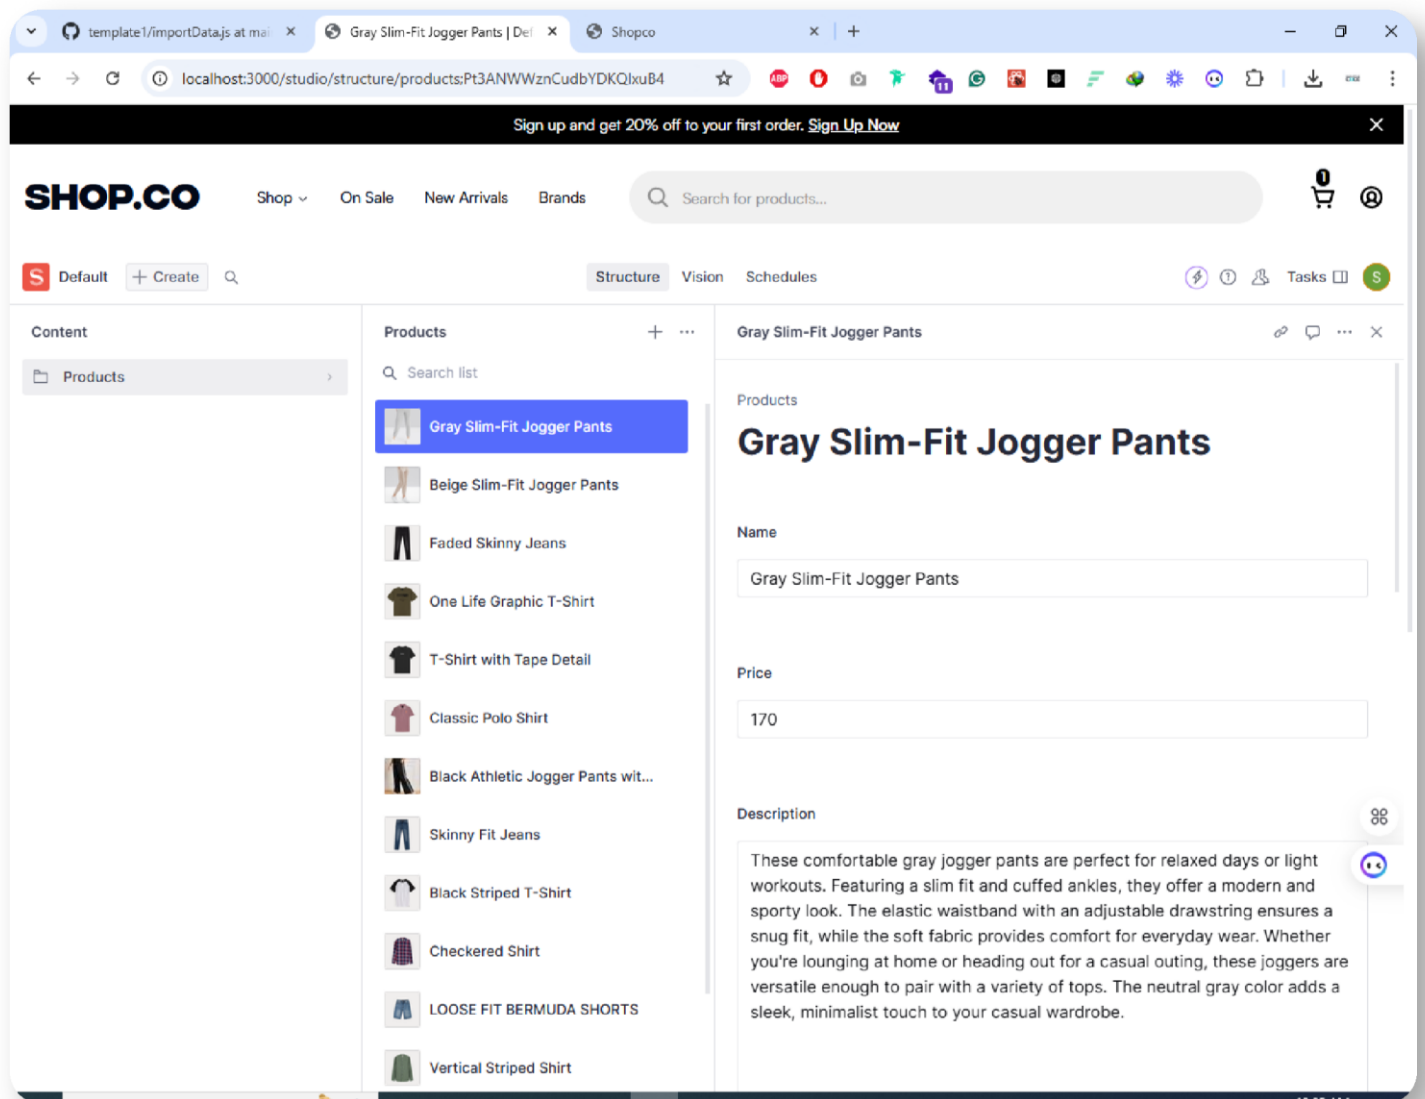 template1/importData.js at mai
Gray Slim-Fit Jogger Pants | Def
Shopco
localhost:3000/studio/structure/products;Pt3ANWWznCudbYDKQlxuB4
ABP
11
Sign up and get 20% off to your first order. Sign Up Now
SHOP.CO
Shop
On Sale
New Arrivals
Brands
Search for products...
1
S
Default
+ Create
Structure
Vision
Schedules
Tasks
S
Content
Products
Products
Search list
Gray Slim-Fit Jogger Pants
Beige Slim-Fit Jogger Pants
Faded Skinny Jeans
One Life Graphic T-Shirt
T-Shirt with Tape Detail
Classic Polo Shirt
Black Athletic Jogger Pants wit...
Skinny Fit Jeans
Black Striped T-Shirt
Checkered Shirt
LOOSE FIT BERMUDA SHORTS
Vertical Striped Shirt
Gray Slim-Fit Jogger Pants
Products
Gray Slim-Fit Jogger Pants
Name
Gray Slim-Fit Jogger Pants
Price
170
Description
These comfortable gray jogger pants are perfect for relaxed days or light
workouts. Featuring a slim fit and cuffed ankles, they offer a modern and
sporty look. The elastic waistband with an adjustable drawstring ensures a
snug fit, while the soft fabric provides comfort for everyday wear. Whether
you're lounging at home or heading out for a casual outing, these joggers are
versatile enough to pair with a variety of tops. The neutral gray color adds a
sleek, minimalist touch to your casual wardrobe.